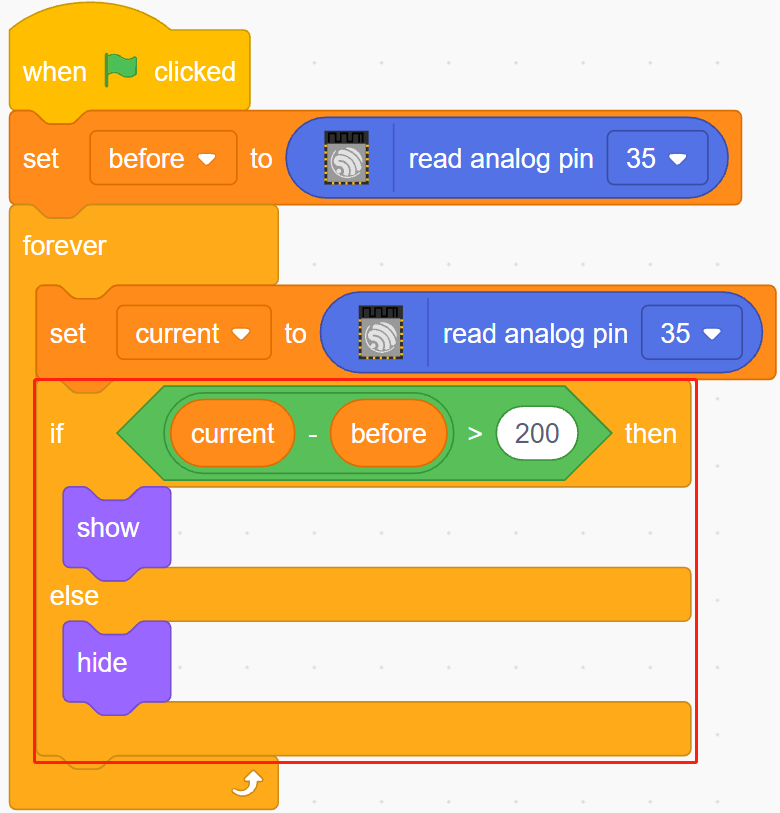 when clicked
set before to read analog pin 35
forever
set current to read analog pin 35
if current - before > 200 then
show
else
hide